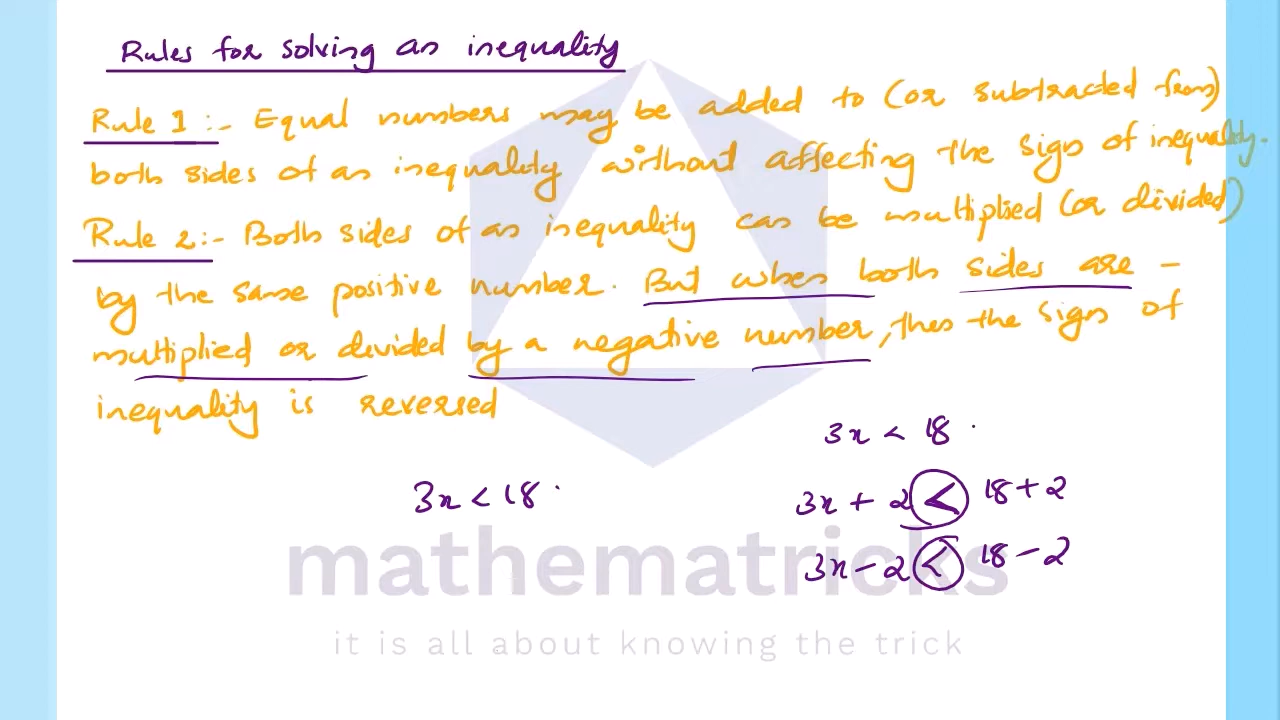 Rules for solving an inequality
Rule 1 :- Equal numbers may be added to (or subtracted from)
both sides of an inequality without affecting the sign of inequality.
Rule 2:- Both sides of an inequality can be multiplied (or divided)
by the same positive number. But when both sides are -
multiplied or divided by a negative number, then the sign of
inequality is reversed
3x < 18
3x < 18
3x + 2 < 18 + 2
3x - 2 < 18 - 2
mathematricks
it is all about knowing the trick